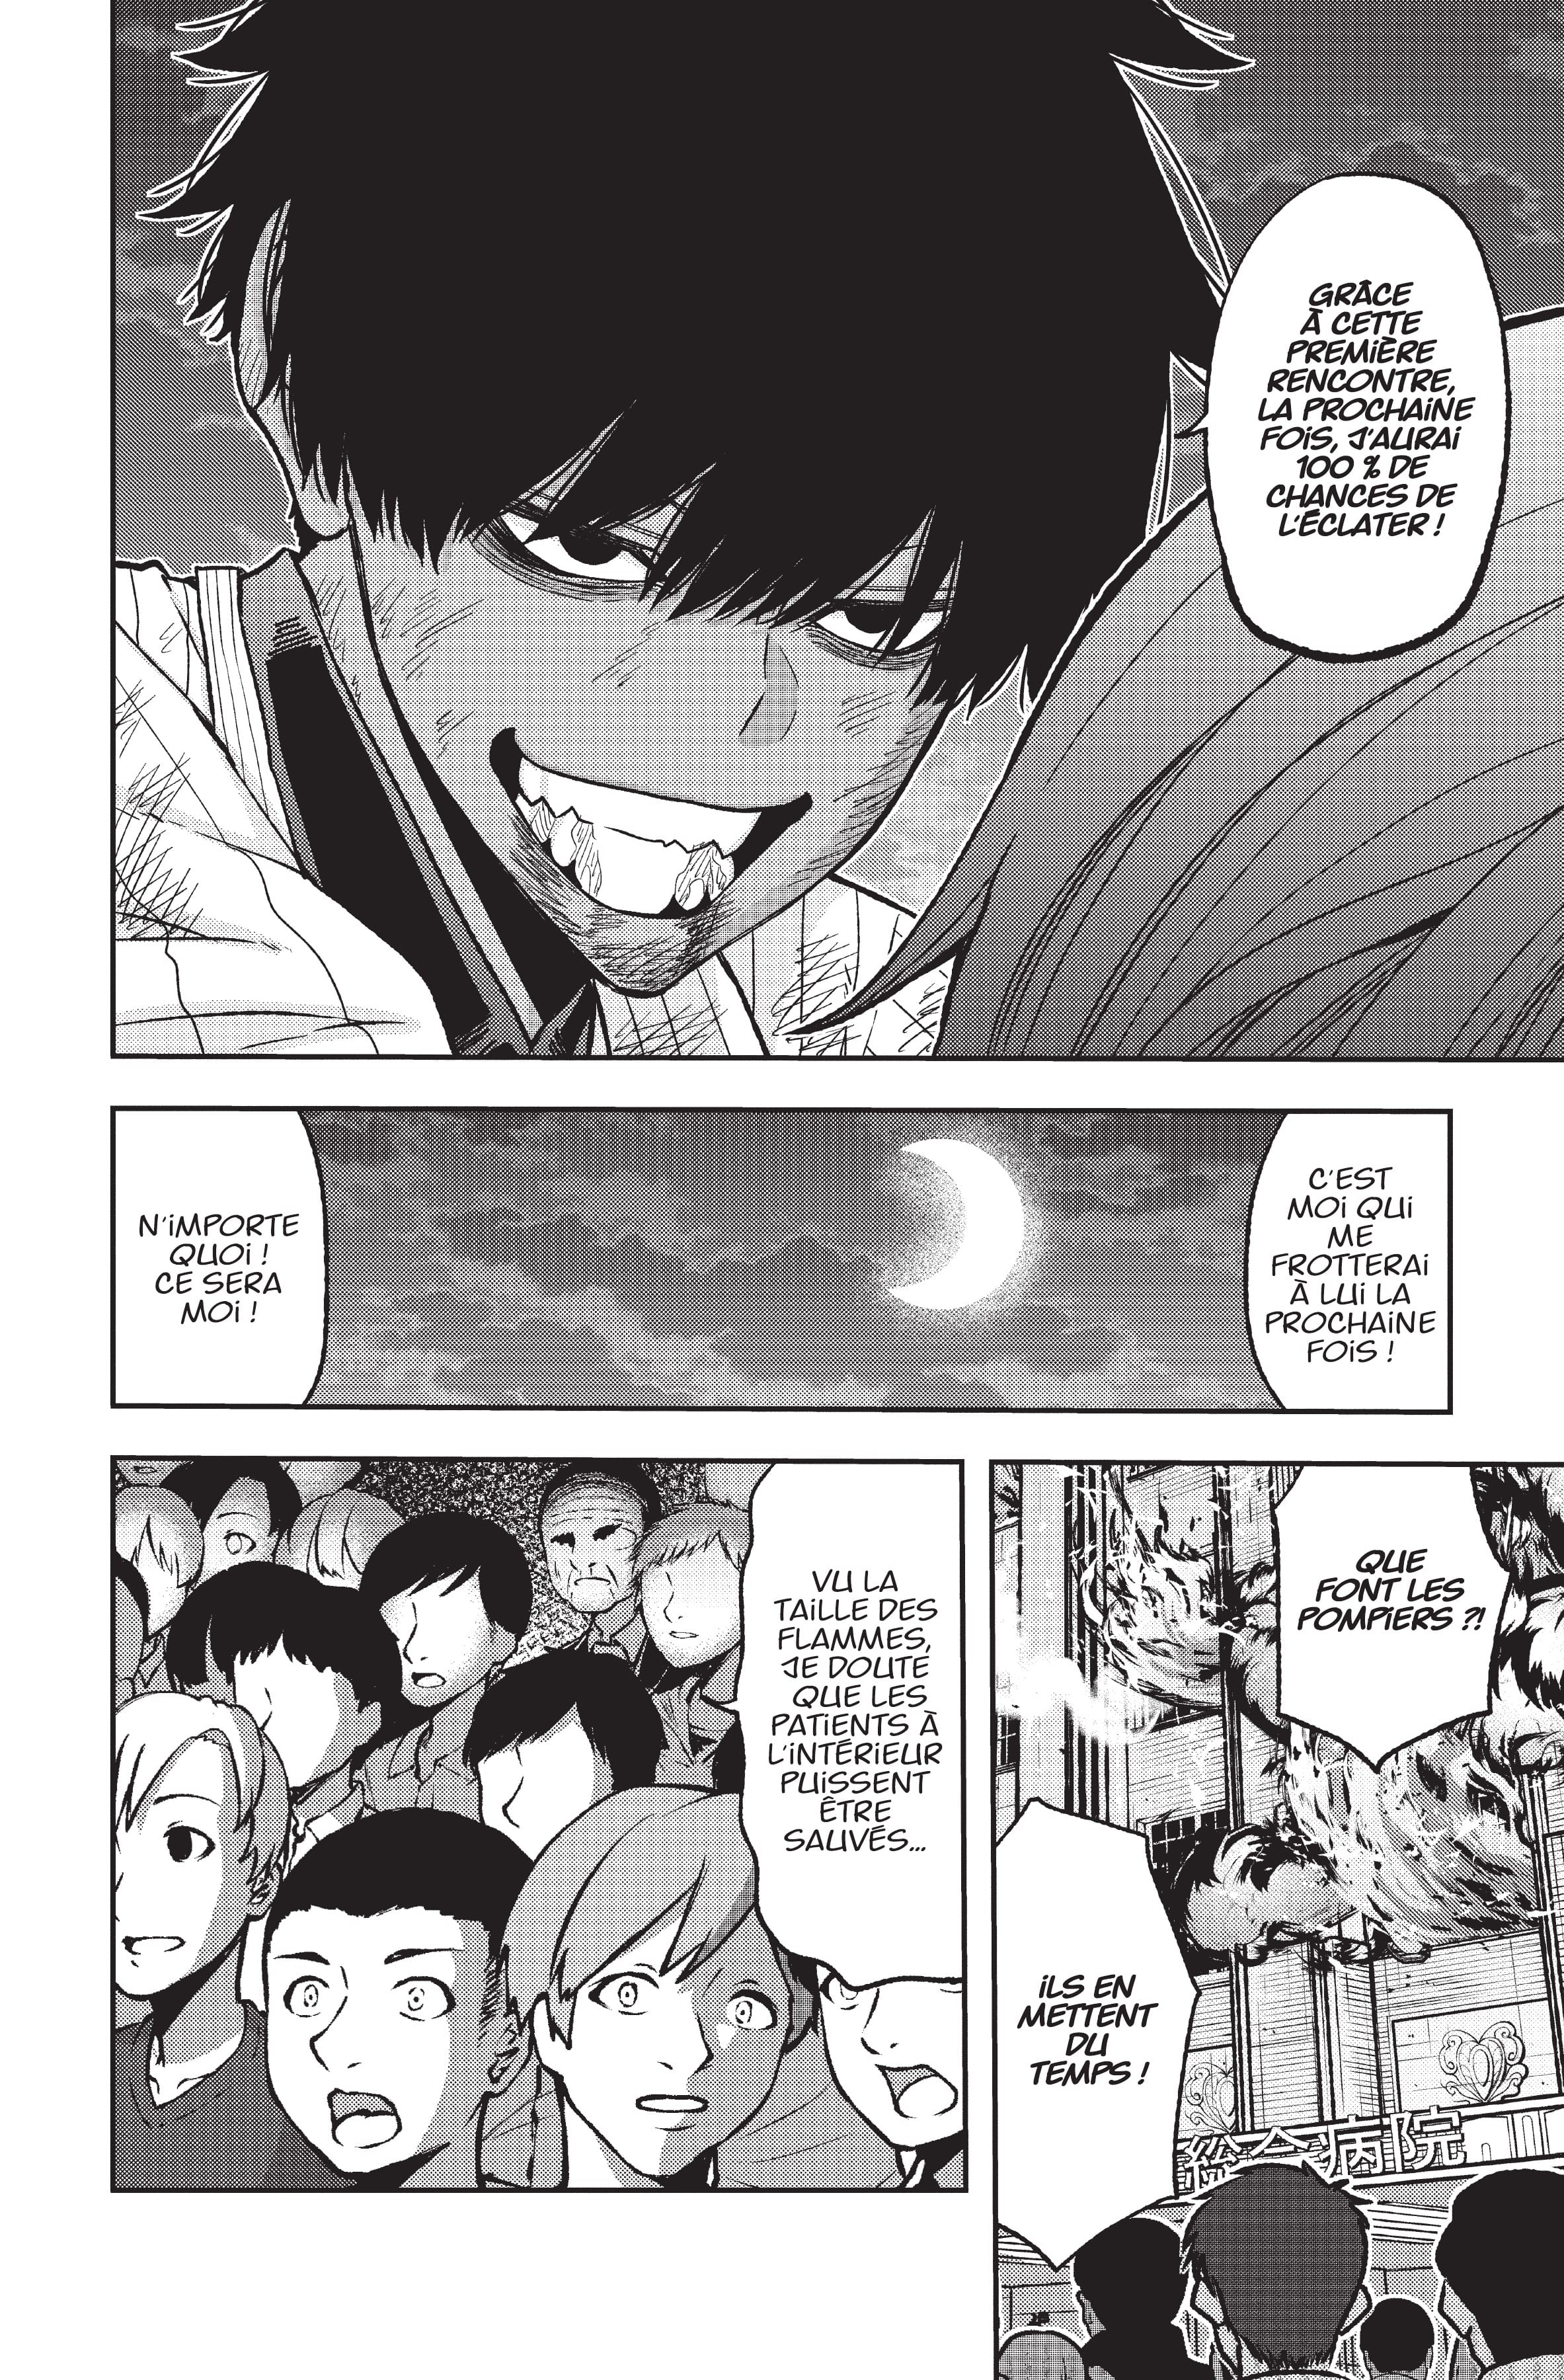 GRÂCE
À CETTE
PREMIÈRE
RENCONTRE,
LA PROCHAINE
FOIS, J'AURAI
100 % DE
CHANCES DE
L'ÉCLATER !
C'EST
MOI QUI
ME
FROTTERAI
À LUI LA
PROCHAINE
FOIS !
N'IMPORTE
QUOI !
CE SERA
MOI !
QUE
FONT LES
POMPIERS ?!
ILS EN
METTENT
DU
TEMPS !
総合病院
VU LA
TAILLE DES
FLAMMES,
JE DOUTE
QUE LES
PATIENTS À
L'INTÉRIEUR
PUISSENT
ÊTRE
SAUVÉS...